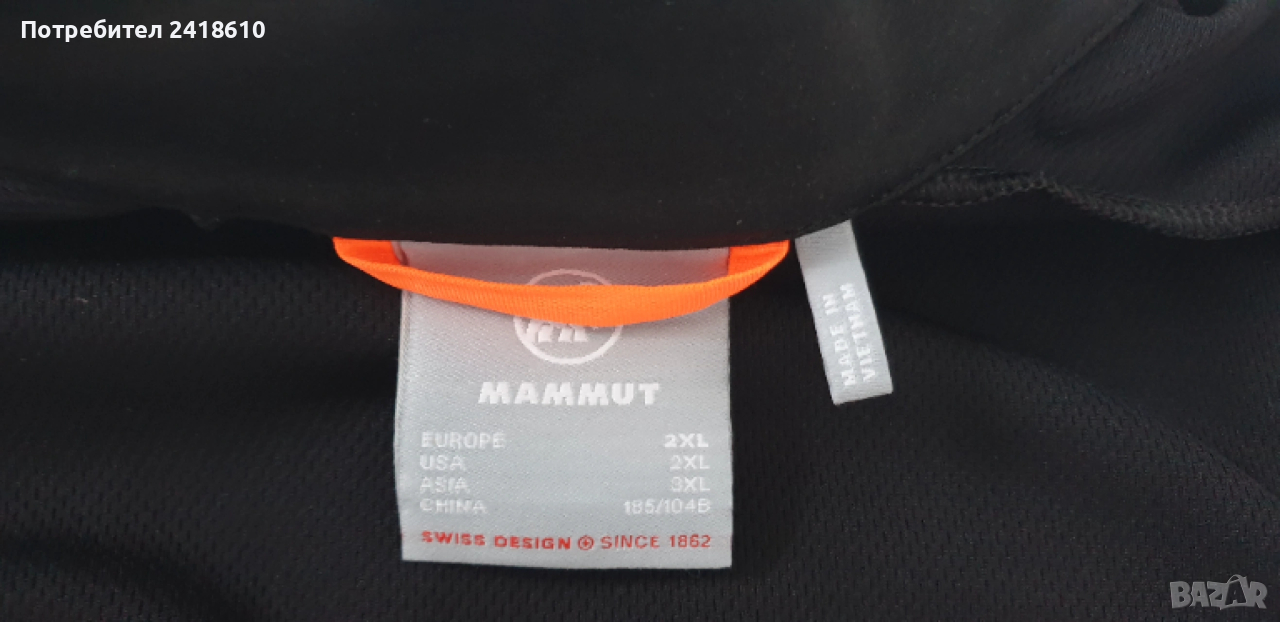 Потребител 2418610
MAMMUT
EUROPE 2XL
USA 2XL
ASIA 3XL
CHINA 185/104B
SWISS DESIGN SINCE 1862
MADE IN
VIETNAM
BAZAR